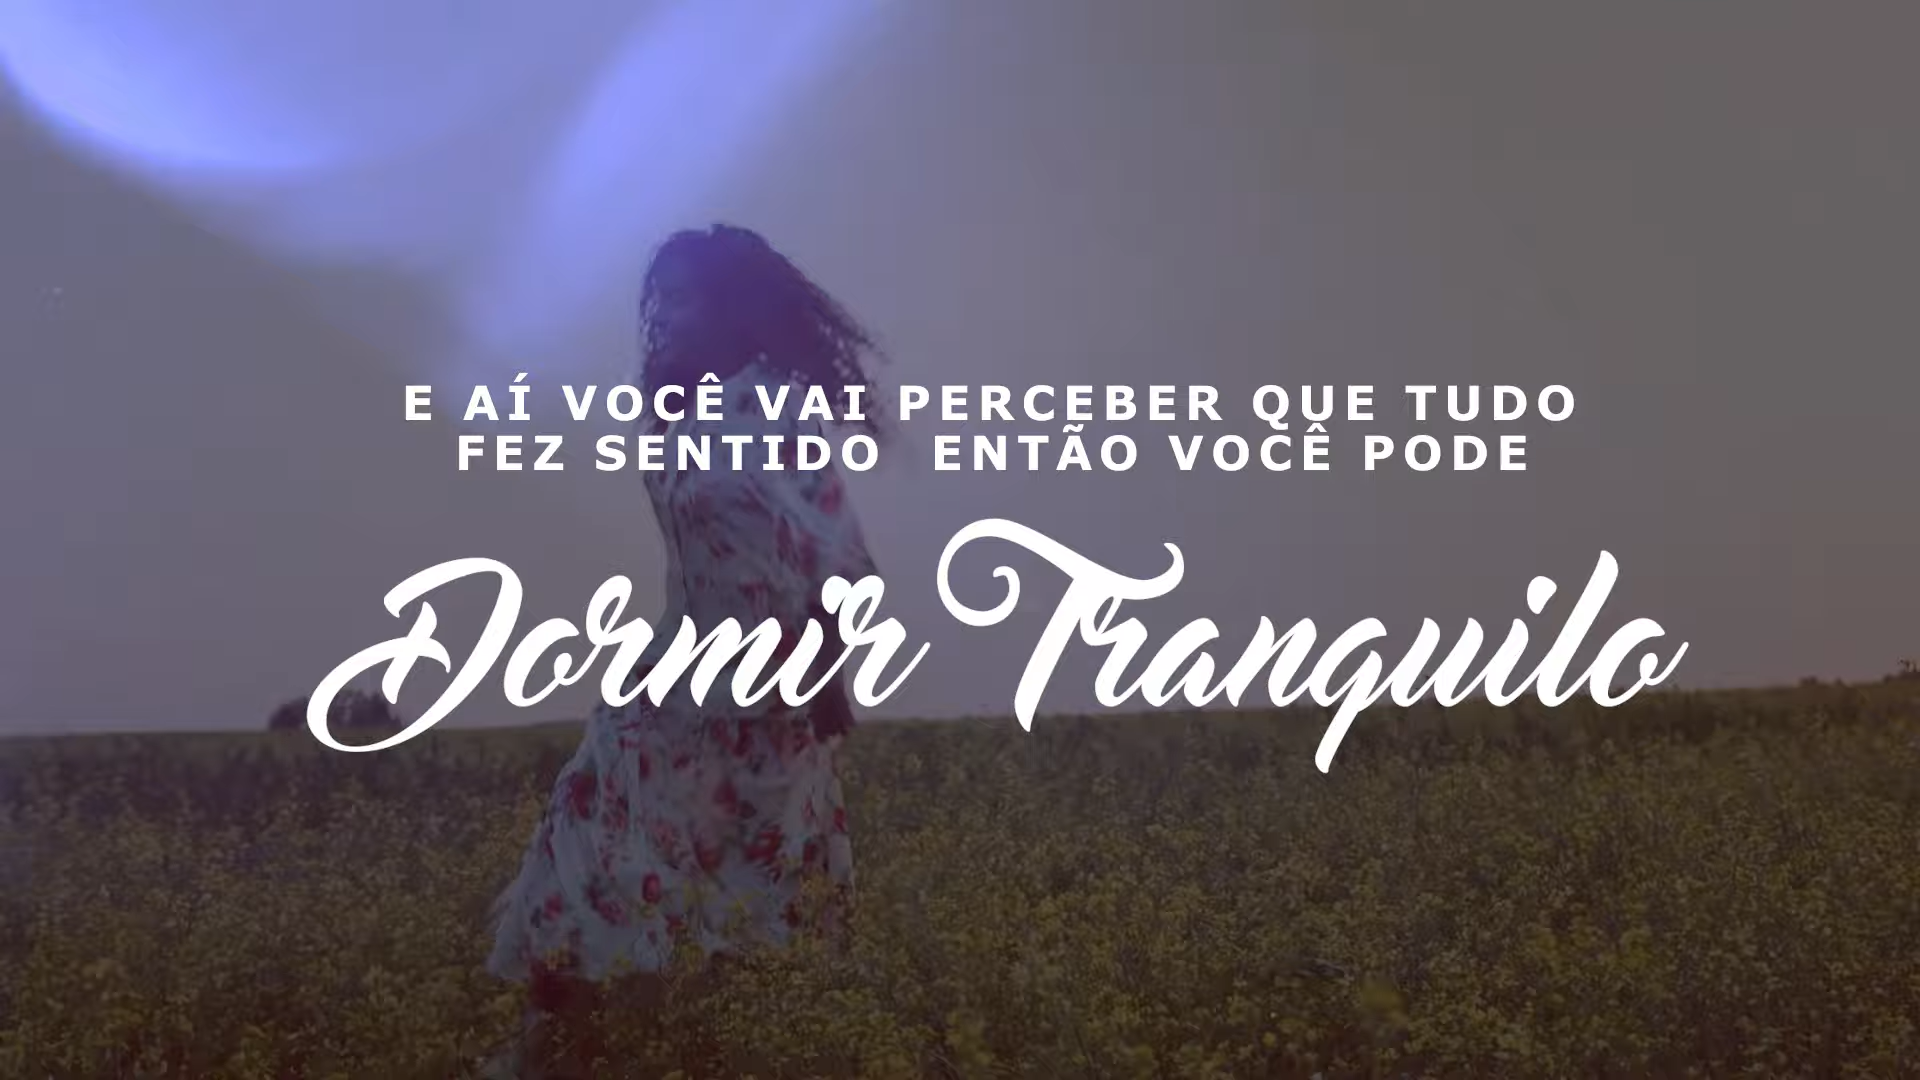 E AÍ VOCÊ VAI PERCEBER QUE TUDO
FEZ SENTIDO ENTÃO VOCÊ PODE
Dormir Tranquilo